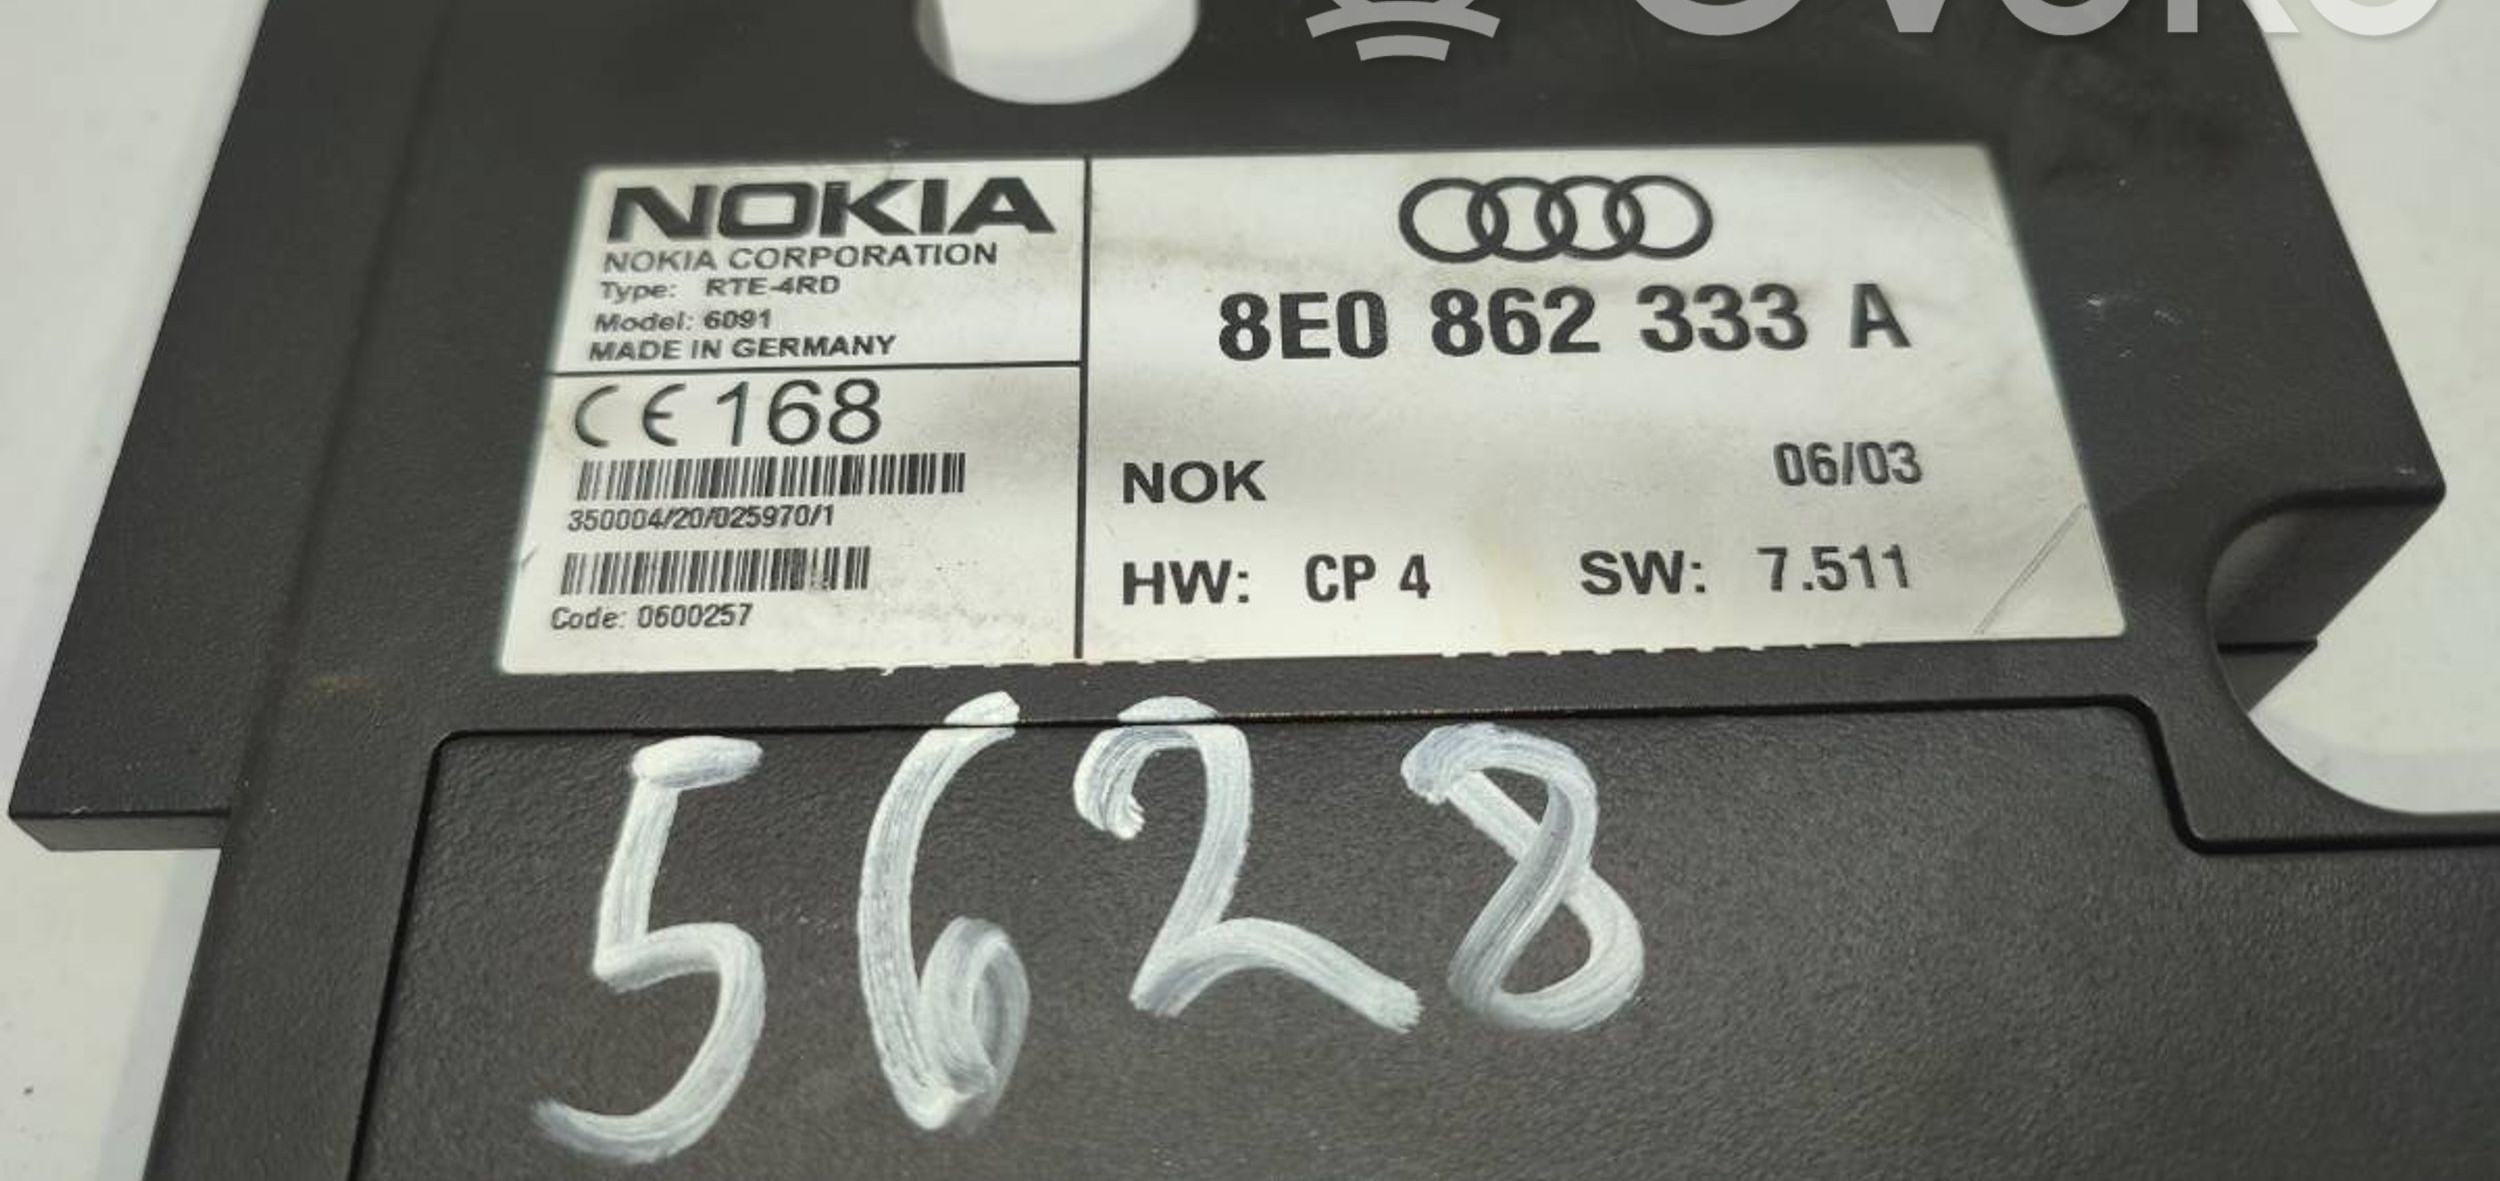 NOKIA
NOKIA CORPORATION
Type: RTE-4RD
Model: 6091
MADE IN GERMANY
CE 168
350004/20/025970/1
Code: 0600257
8E0 862 333 A
NOK 06/03
HW: CP 4 SW: 7.511
5628